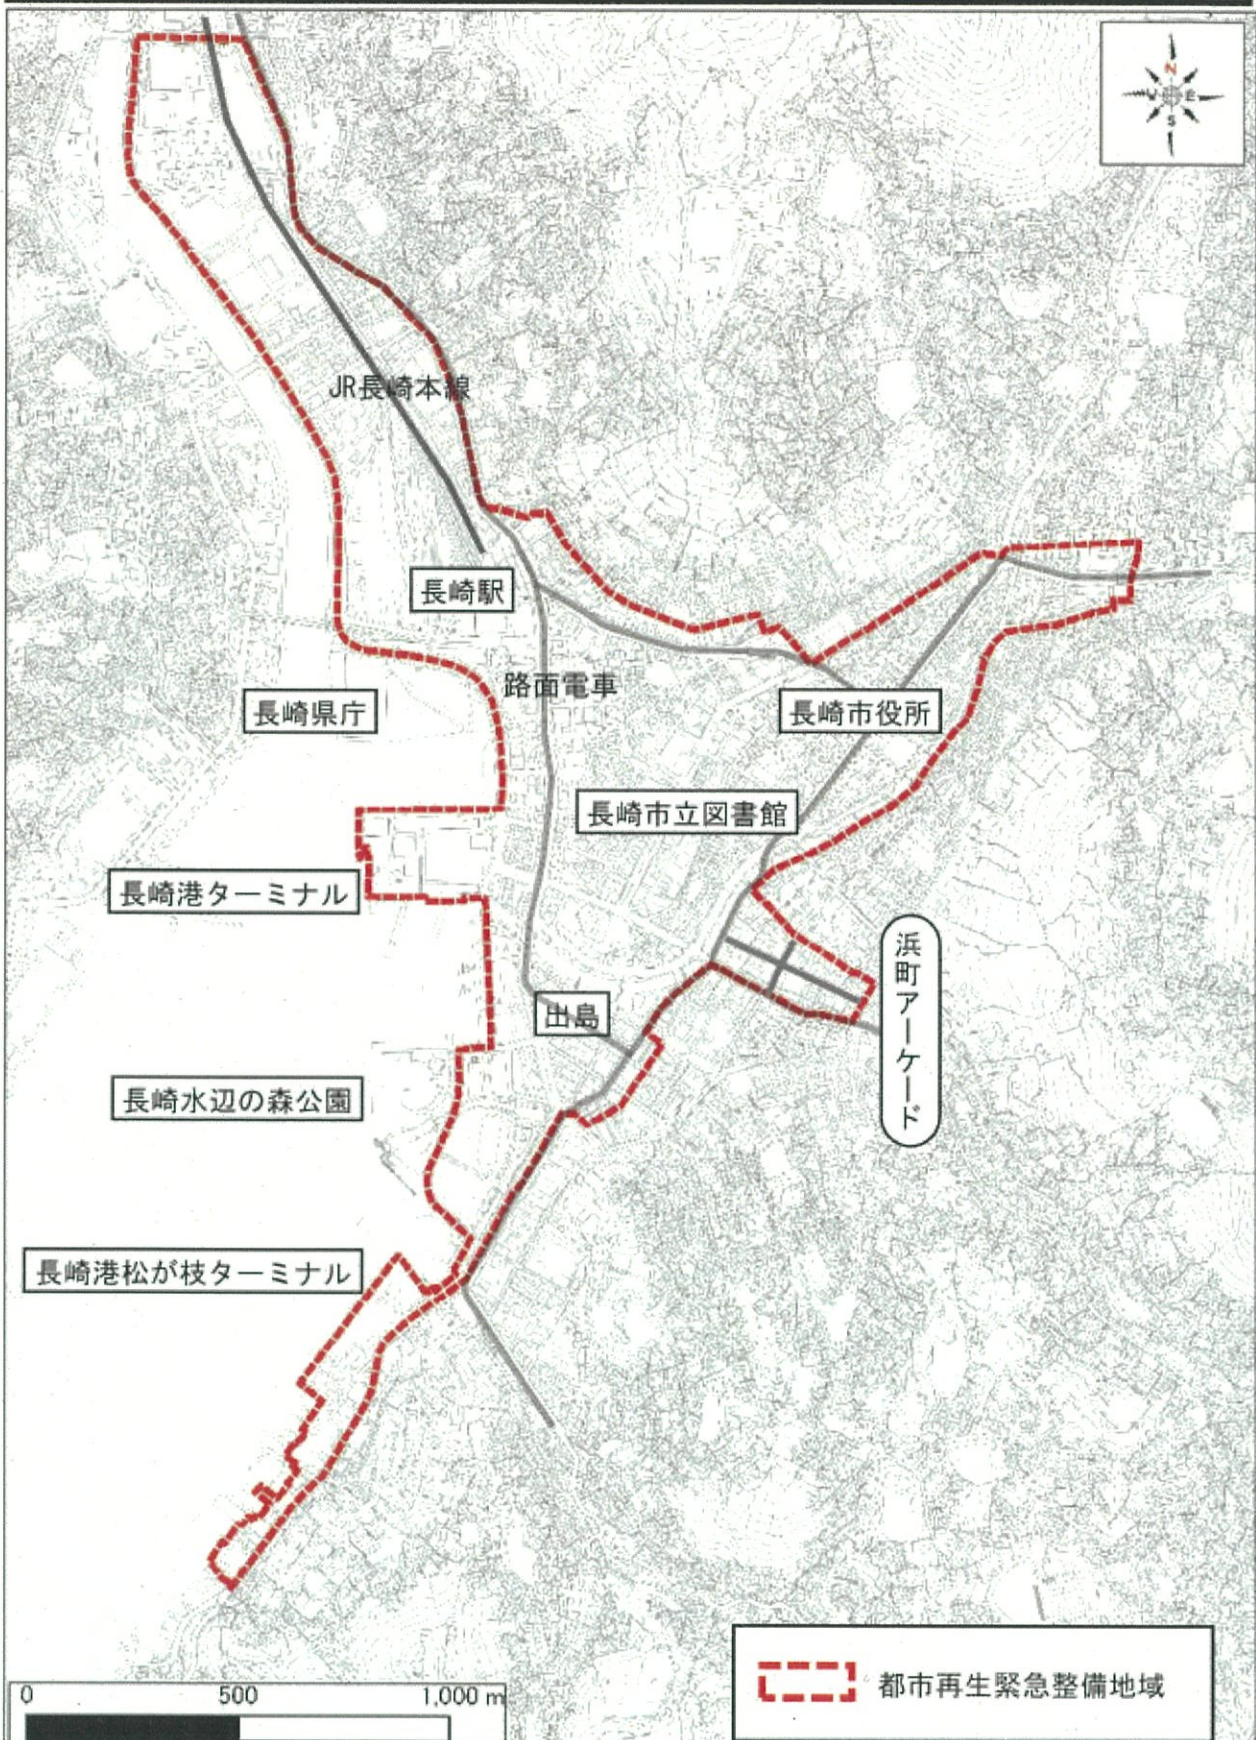 N
W E
S
JR長崎本線
長崎駅
路面電車
長崎県庁
長崎市役所
長崎市立図書館
長崎港ターミナル
浜町アーケード
出島
長崎水辺の森公園
長崎港松が枝ターミナル
都市再生緊急整備地域
0 500 1,000 m